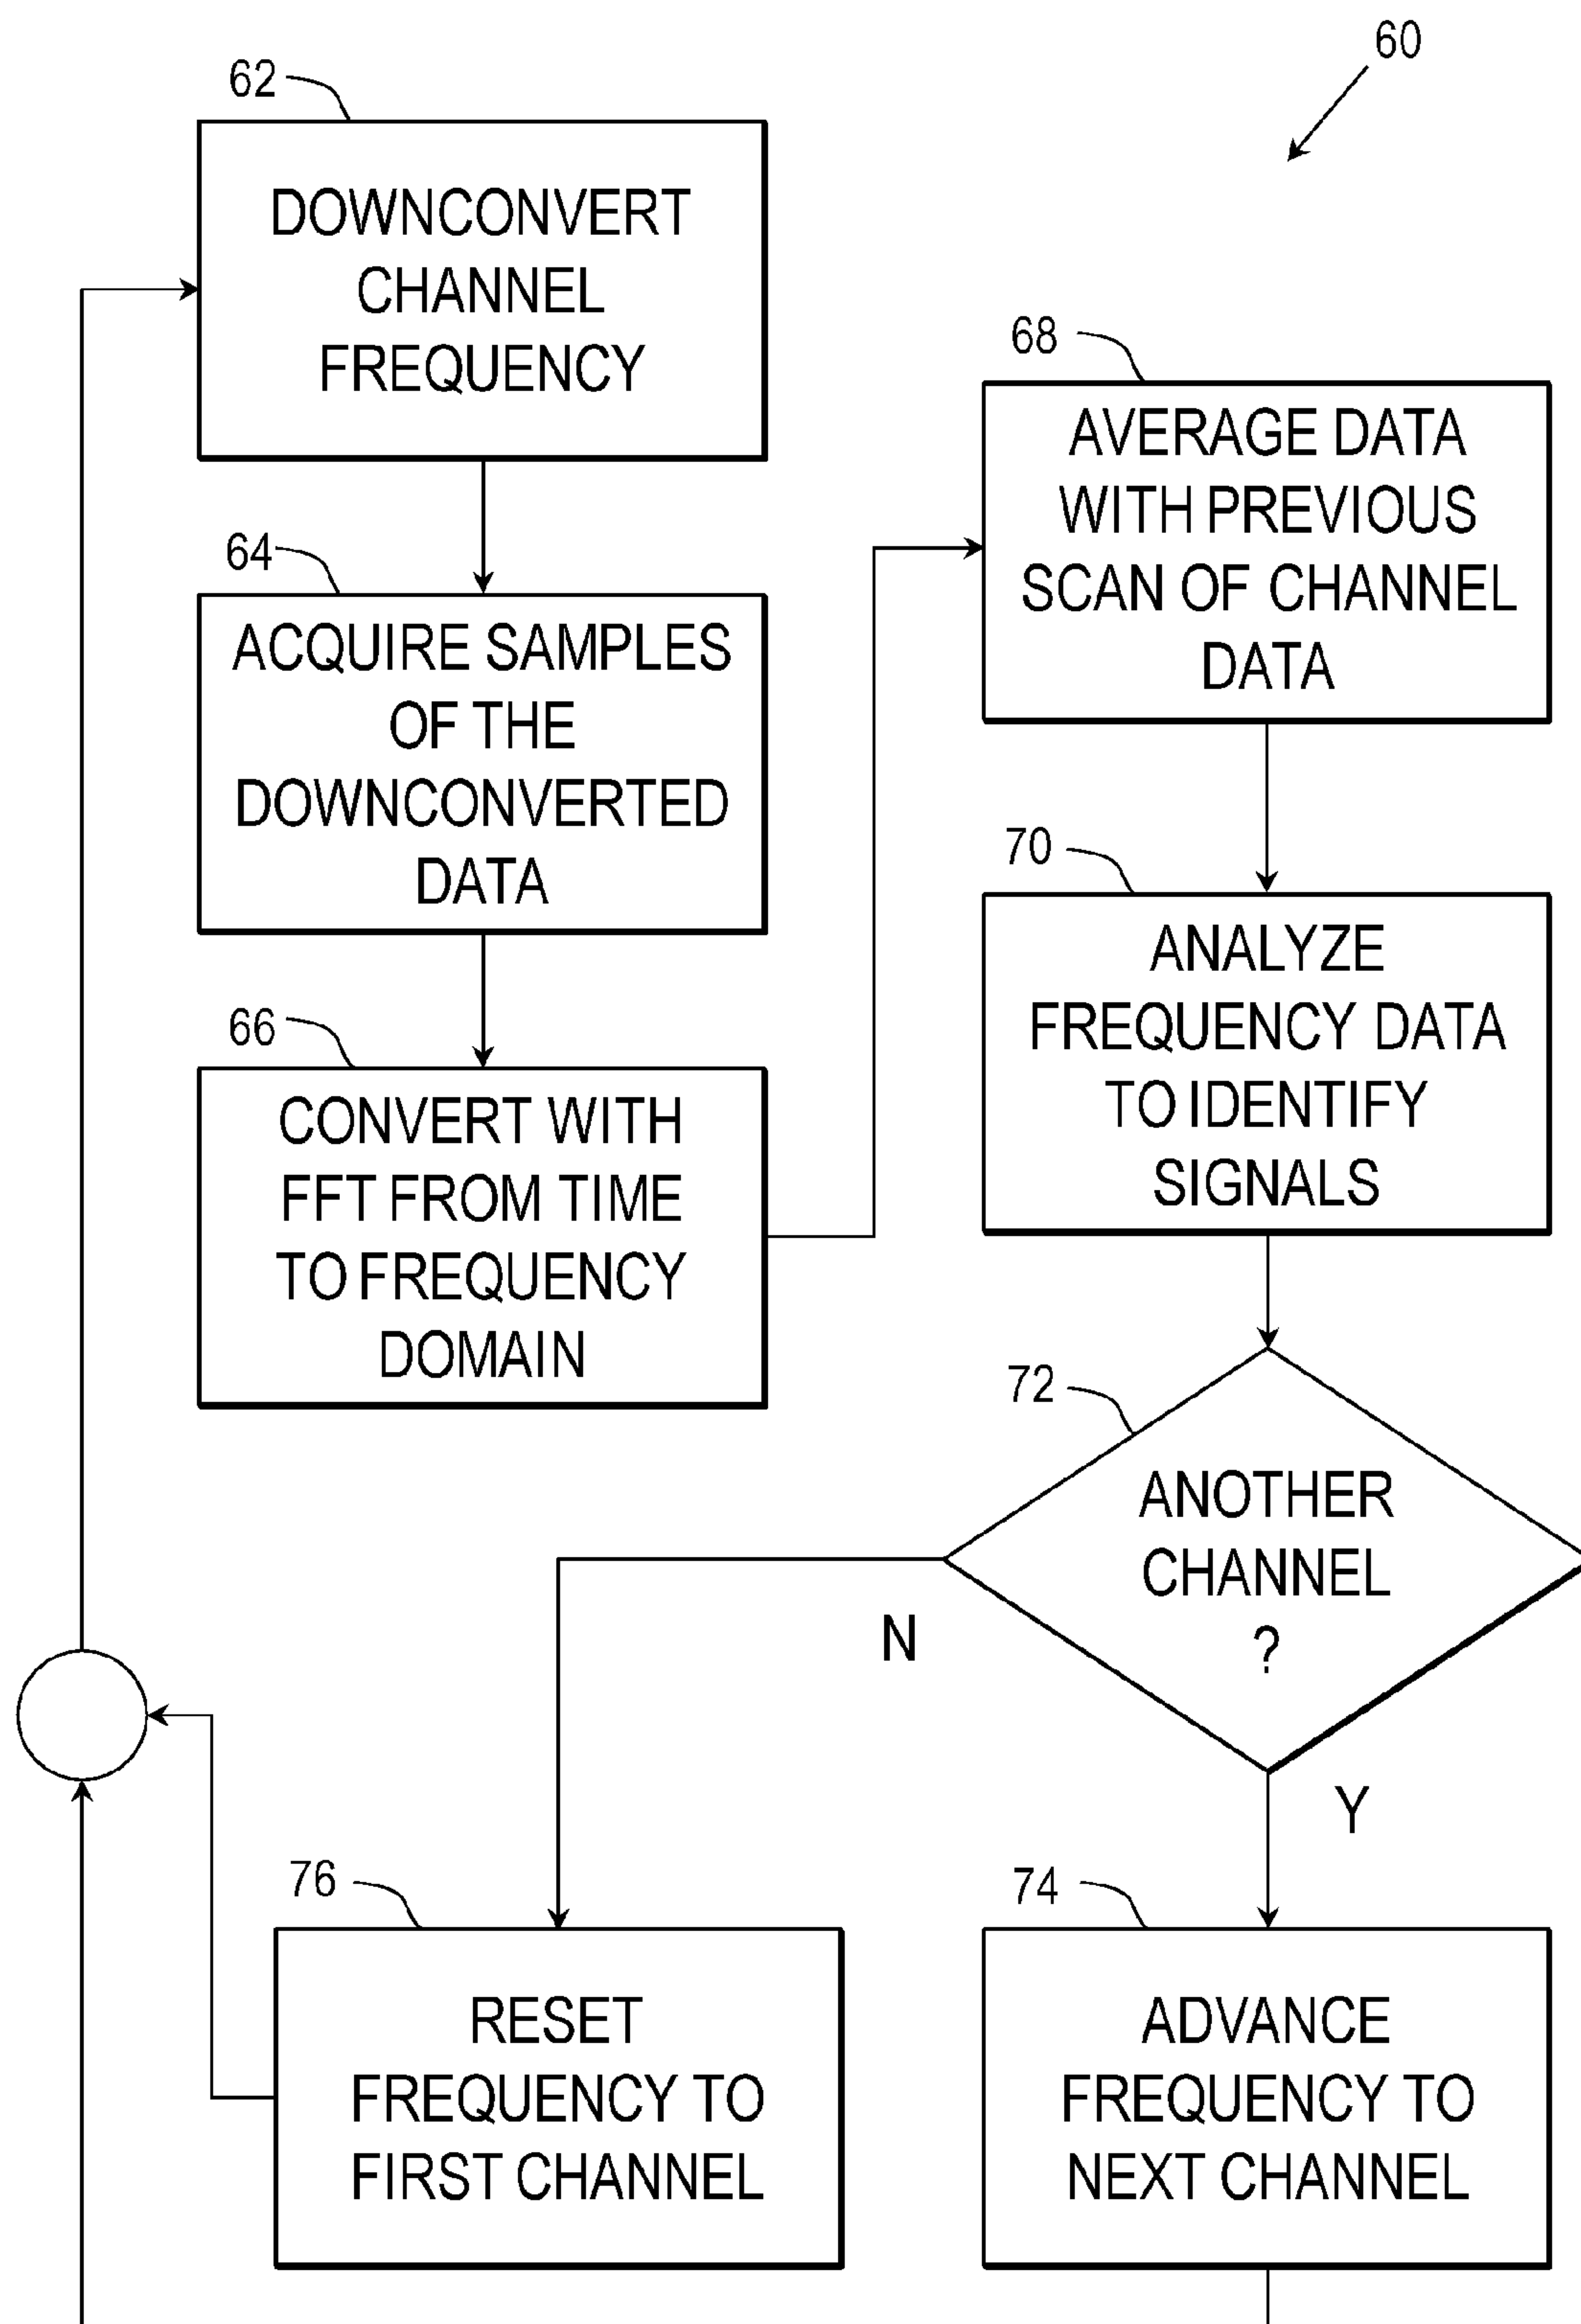 60
62
DOWNCONVERT
CHANNEL
FREQUENCY
64
ACQUIRE SAMPLES
OF THE
DOWNCONVERTED
DATA
66
CONVERT WITH
FFT FROM TIME
TO FREQUENCY
DOMAIN
68
AVERAGE DATA
WITH PREVIOUS
SCAN OF CHANNEL
DATA
70
ANALYZE
FREQUENCY DATA
TO IDENTIFY
SIGNALS
72
ANOTHER
CHANNEL
?
N
Y
76
RESET
FREQUENCY TO
FIRST CHANNEL
74
ADVANCE
FREQUENCY TO
NEXT CHANNEL